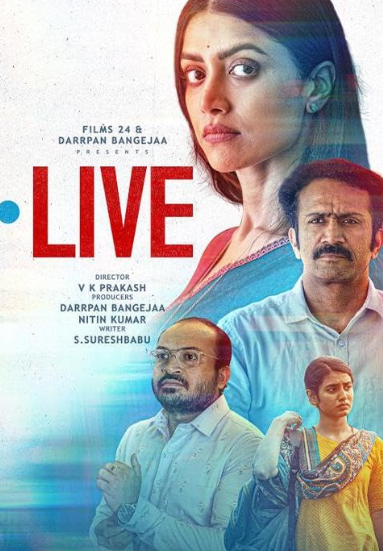 FILMS 24 &
DARRPAN BANGEJAA
PRESENTS
LIVE
DIRECTOR
V K PRAKASH
PRODUCERS
DARRPAN BANGEJAA
NITIN KUMAR
WRITER
S.SURESHBABU